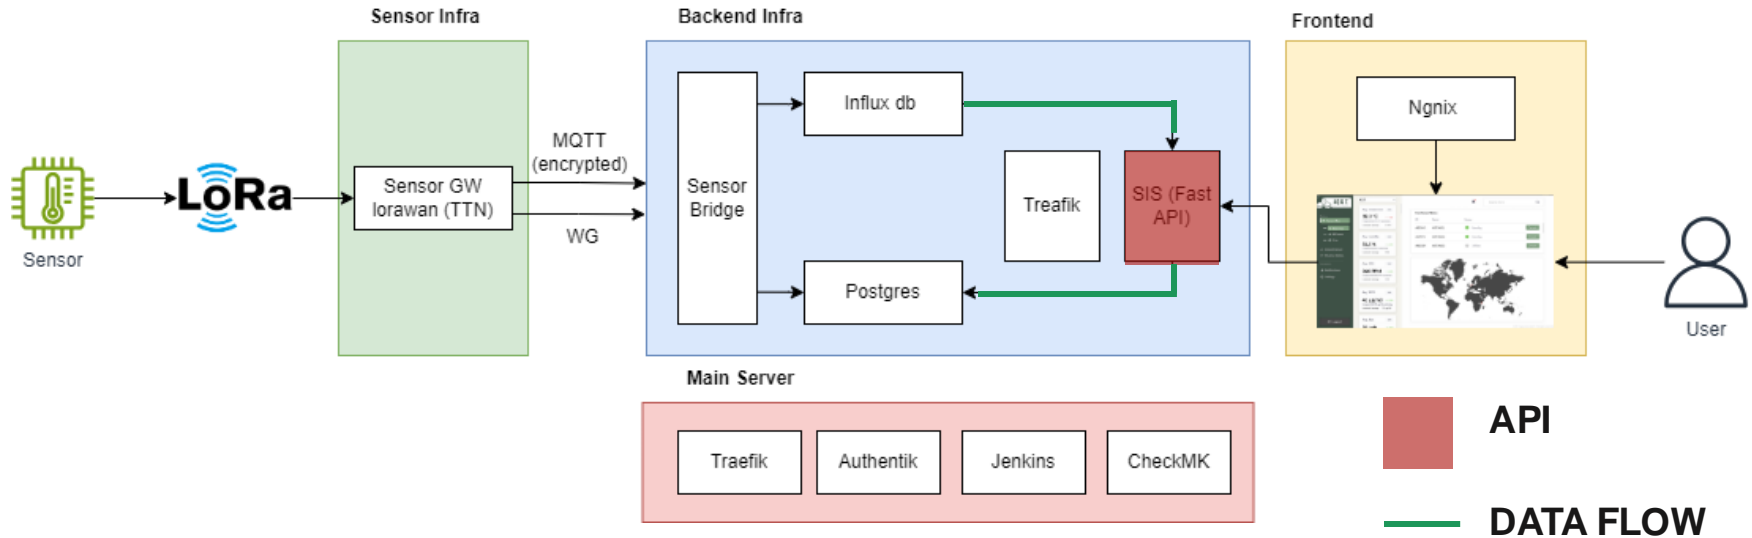 Sensor Infra
Backend Infra
Frontend
Sensor
LoRa
Sensor GW
lorawan (TTN)
MQTT
(encrypted)
WG
Sensor
Bridge
Influx db
Postgres
Treafik
SIS (Fast
API)
Ngnix
User
Main Server
Traefik
Authentik
Jenkins
CheckMK
API
DATA FLOW